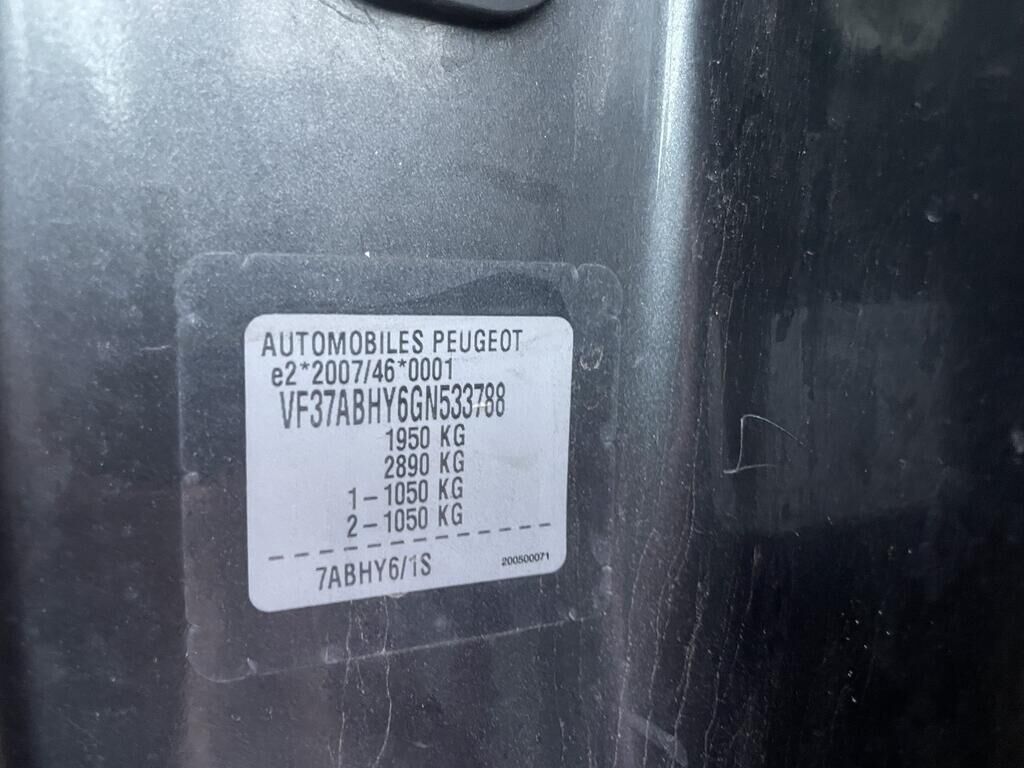 AUTOMOBILES PEUGEOT
e2*2007/46*0001
VF37ABHY6GN533788
1950 KG
2890 KG
1-1050 KG
2-1050 KG
7ABHY6/1S
200500071